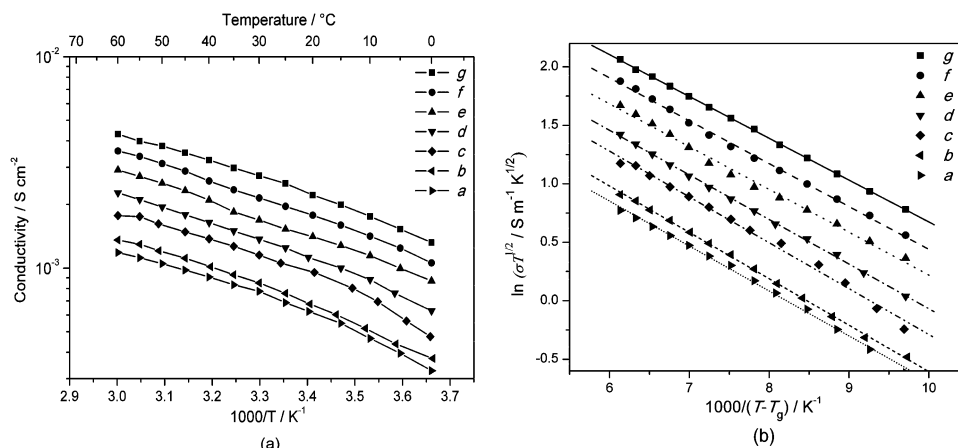 Temperature / °C
70 60 50 40 30 20 10 0
10⁻²
10⁻³
Conductivity / S cm⁻²
g
f
e
d
c
b
a
2.9 3.0 3.1 3.2 3.3 3.4 3.5 3.6 3.7
1000/T / K⁻¹
(a)
ln (σT^1/2) / S m⁻¹ K^1/2)
2.0
1.5
1.0
0.5
0.0
-0.5
g
f
e
d
c
b
a
6 7 8 9 10
1000/(T-Tg) / K⁻¹
(b)